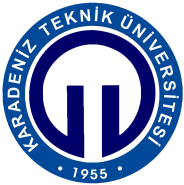 KARADENİZ TEKNİK ÜNİVERSİTESİ
• 1955 •